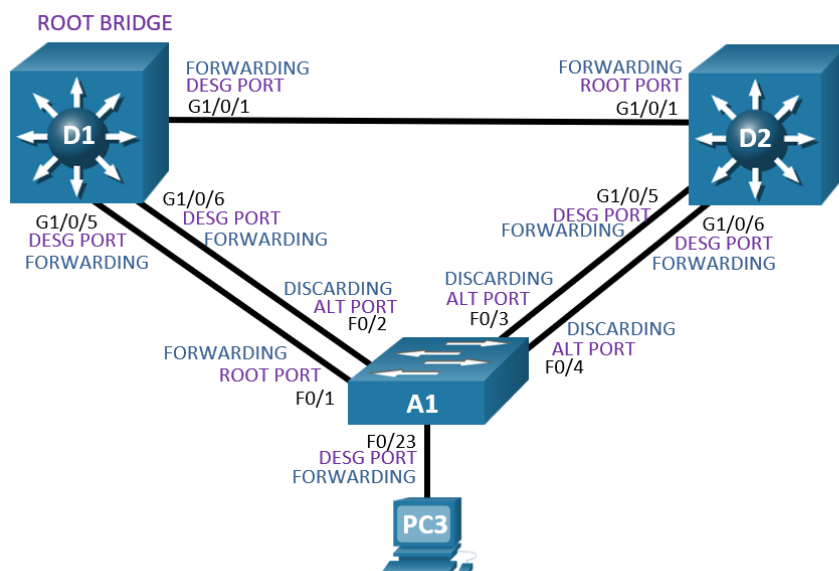 ROOT BRIDGE
FORWARDING
DESG PORT
G1/0/1
FORWARDING
ROOT PORT
G1/0/1
D1
D2
G1/0/6
DESG PORT
FORWARDING
G1/0/5
DESG PORT
FORWARDING
G1/0/5
DESG PORT
FORWARDING
G1/0/6
DESG PORT
FORWARDING
DISCARDING
ALT PORT
F0/2
DISCARDING
ALT PORT
F0/3
DISCARDING
ALT PORT
F0/4
FORWARDING
ROOT PORT
F0/1
A1
F0/23
DESG PORT
FORWARDING
PC3